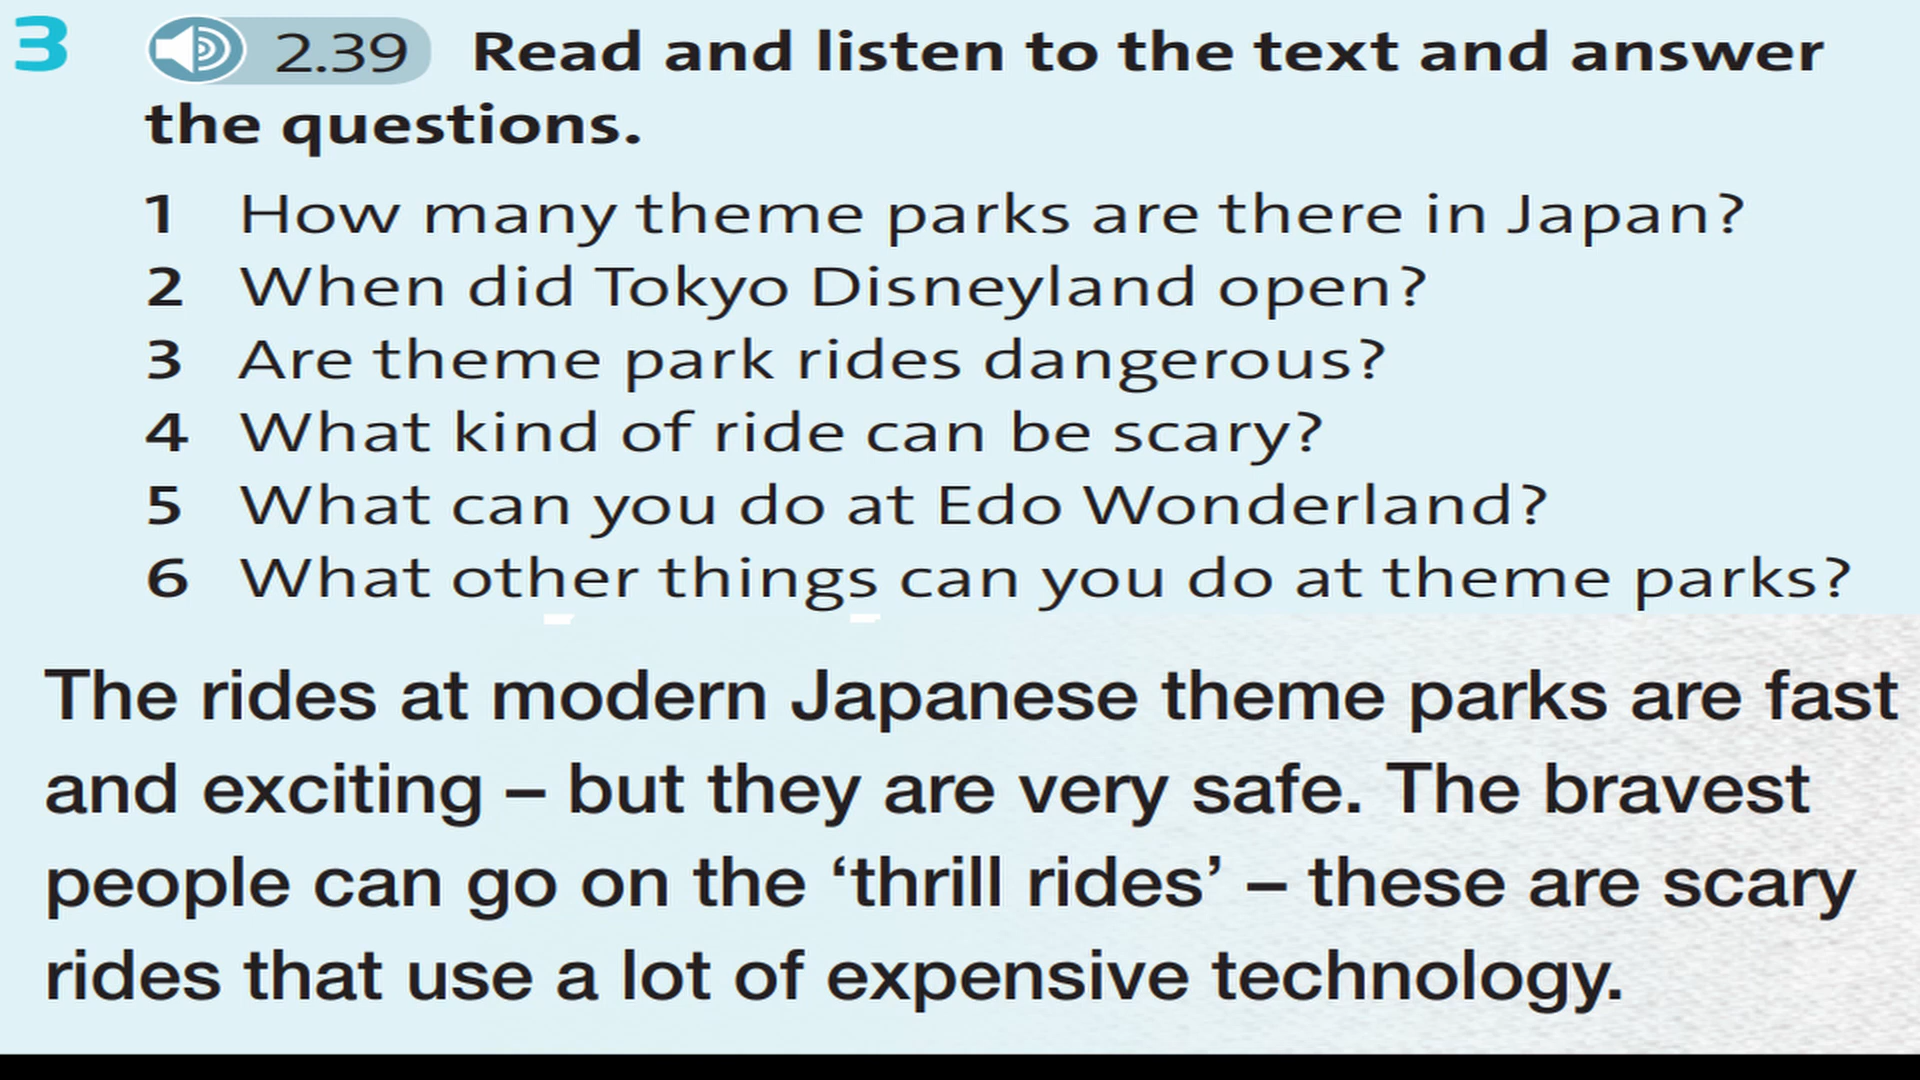 3 2.39 Read and listen to the text and answer
the questions.
1 How many theme parks are there in Japan?
2 When did Tokyo Disneyland open?
3 Are theme park rides dangerous?
4 What kind of ride can be scary?
5 What can you do at Edo Wonderland?
6 What other things can you do at theme parks?
The rides at modern Japanese theme parks are fast
and exciting – but they are very safe. The bravest
people can go on the ‘thrill rides’ – these are scary
rides that use a lot of expensive technology.